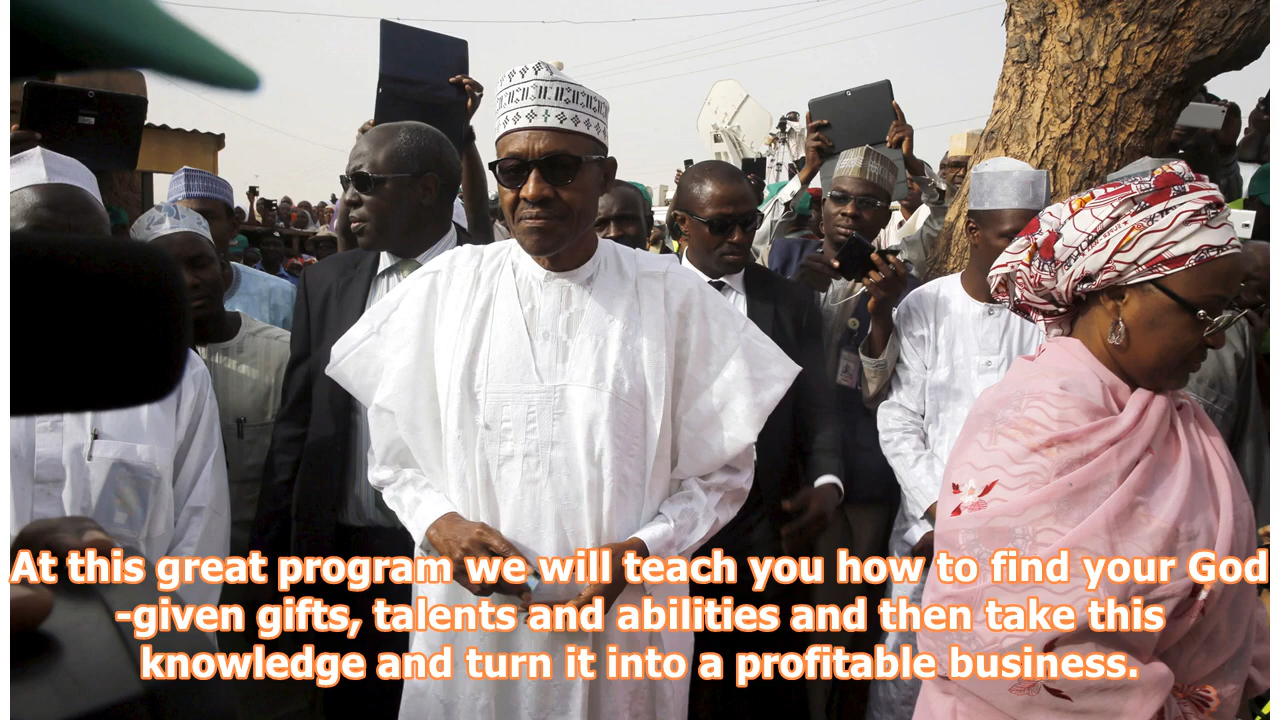 At this great program we will teach you how to find your God
-given gifts, talents and abilities and then take this
knowledge and turn it into a profitable business.